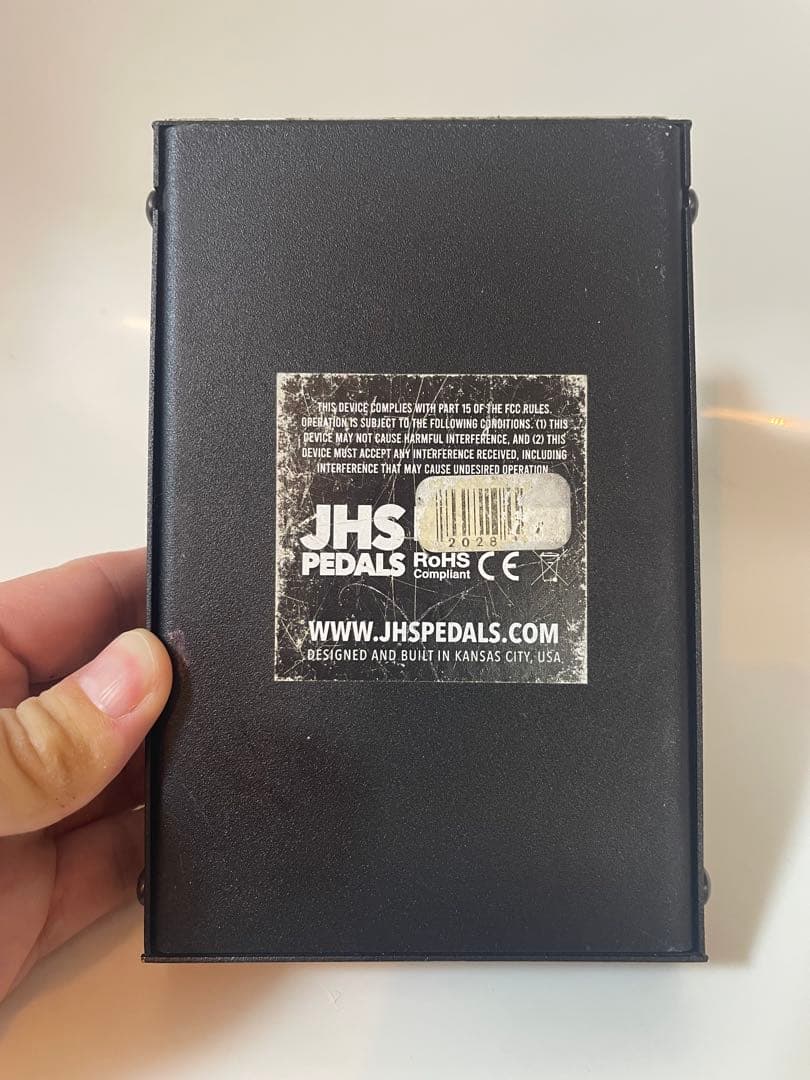 THIS DEVICE COMPLIES WITH PART 15 OF THE FCC RULES.
OPERATION IS SUBJECT TO THE FOLLOWING CONDITIONS. (1) THIS
DEVICE MAY NOT CAUSE HARMFUL INTERFERENCE, AND (2) THIS
DEVICE MUST ACCEPT ANY INTERFERENCE RECEIVED, INCLUDING
INTERFERENCE THAT MAY CAUSE UNDESIRED OPERATION
JHS
PEDALS
2028
RoHS
Compliant
CE
WWW.JHSPEDALS.COM
DESIGNED AND BUILT IN KANSAS CITY, USA.